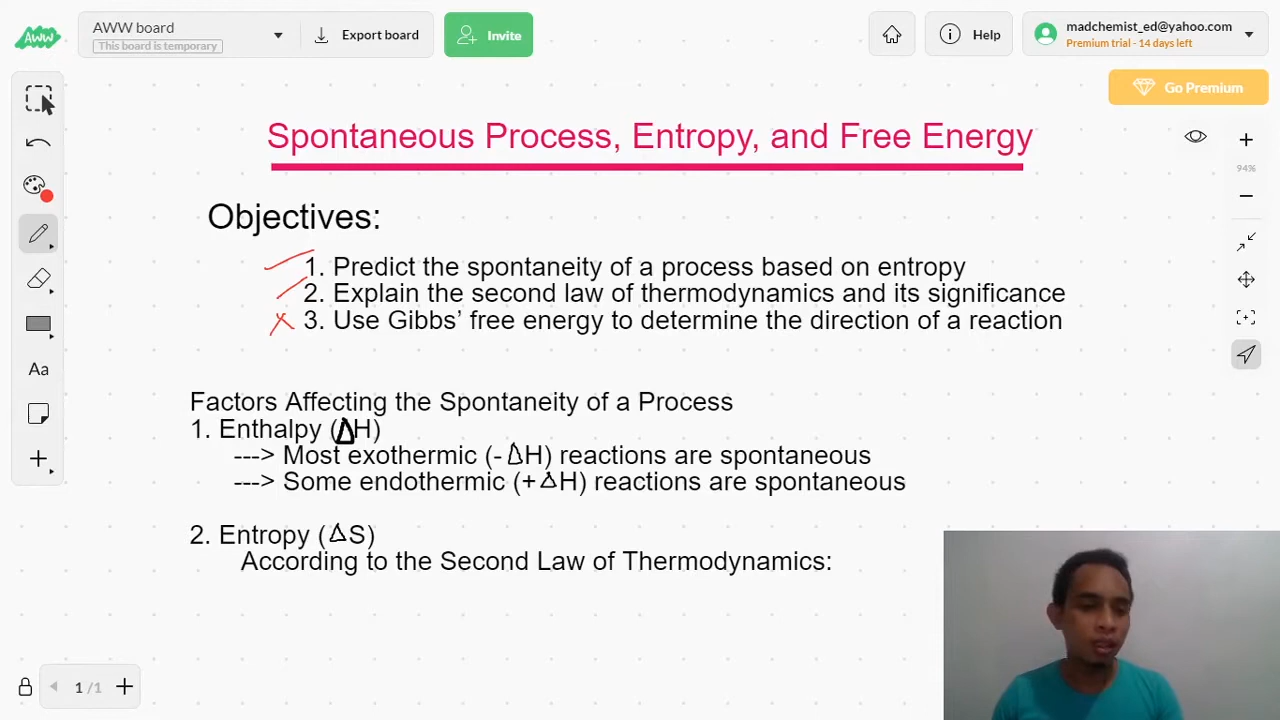 AWW
AWW board
This board is temporary
Export board
Invite
Help
madchemist_ed@yahoo.com
Premium trial - 14 days left
Go Premium
94%
Spontaneous Process, Entropy, and Free Energy
Objectives:
1. Predict the spontaneity of a process based on entropy
2. Explain the second law of thermodynamics and its significance
3. Use Gibbs’ free energy to determine the direction of a reaction
Factors Affecting the Spontaneity of a Process
1. Enthalpy (ΔH)
---> Most exothermic (-ΔH) reactions are spontaneous
---> Some endothermic (+ΔH) reactions are spontaneous
2. Entropy (ΔS)
According to the Second Law of Thermodynamics:
Aa
1 /1